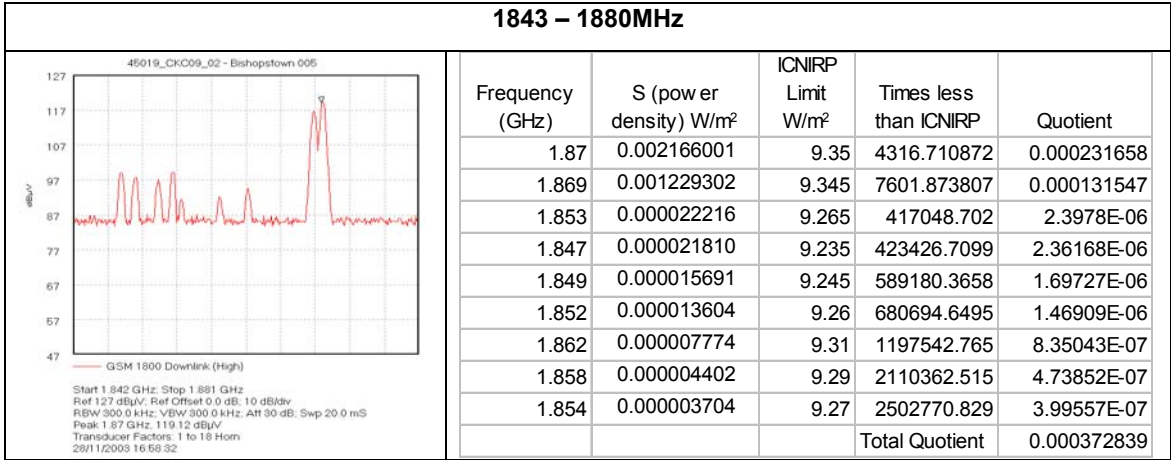 1843 – 1880MHz
45019_CKC09_02 - Bishopstown 005
127
117
107
97
87
77
67
57
47
dBµV
GSM 1800 Downlink (High)
Start 1.842 GHz; Stop 1.881 GHz
Ref 127 dBµV; Ref Offset 0.0 dB; 10 dB/div
RBW 300.0 kHz; VBW 300.0 kHz; Att 30 dB; Swp 20.0 mS
Peak 1.87 GHz, 119.12 dBµV
Transducer Factors: 1 to 18 Horn
28/11/2003 16:58:32
Frequency (GHz) S (pow er density) W/m² ICNIRP Limit W/m² Times less than ICNIRP Quotient
1.87 0.002166001 9.35 4316.710872 0.000231658
1.869 0.001229302 9.345 7601.873807 0.000131547
1.853 0.000022216 9.265 417048.702 2.3978E-06
1.847 0.000021810 9.235 423426.7099 2.36168E-06
1.849 0.000015691 9.245 589180.3658 1.69727E-06
1.852 0.000013604 9.26 680694.6495 1.46909E-06
1.862 0.000007774 9.31 1197542.765 8.35043E-07
1.858 0.000004402 9.29 2110362.515 4.73852E-07
1.854 0.000003704 9.27 2502770.829 3.99557E-07
Total Quotient 0.000372839